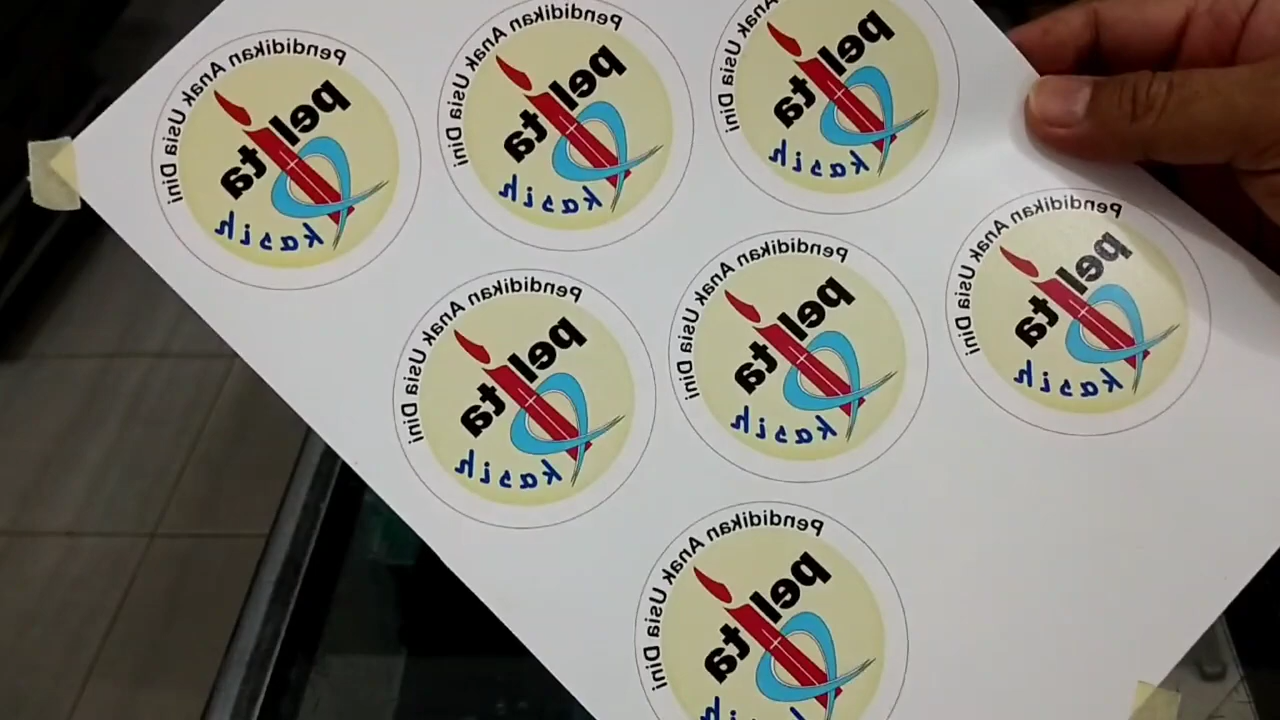 Pendidikan Anak Usia Dini
pelita
kasih
Pendidikan Anak Usia Dini
pelita
kasih
Pendidikan Anak Usia Dini
pelita
kasih
Pendidikan Anak Usia Dini
pelita
kasih
Pendidikan Anak Usia Dini
pelita
kasih
Pendidikan Anak Usia Dini
pelita
kasih
Pendidikan Anak Usia Dini
pelita
kasih